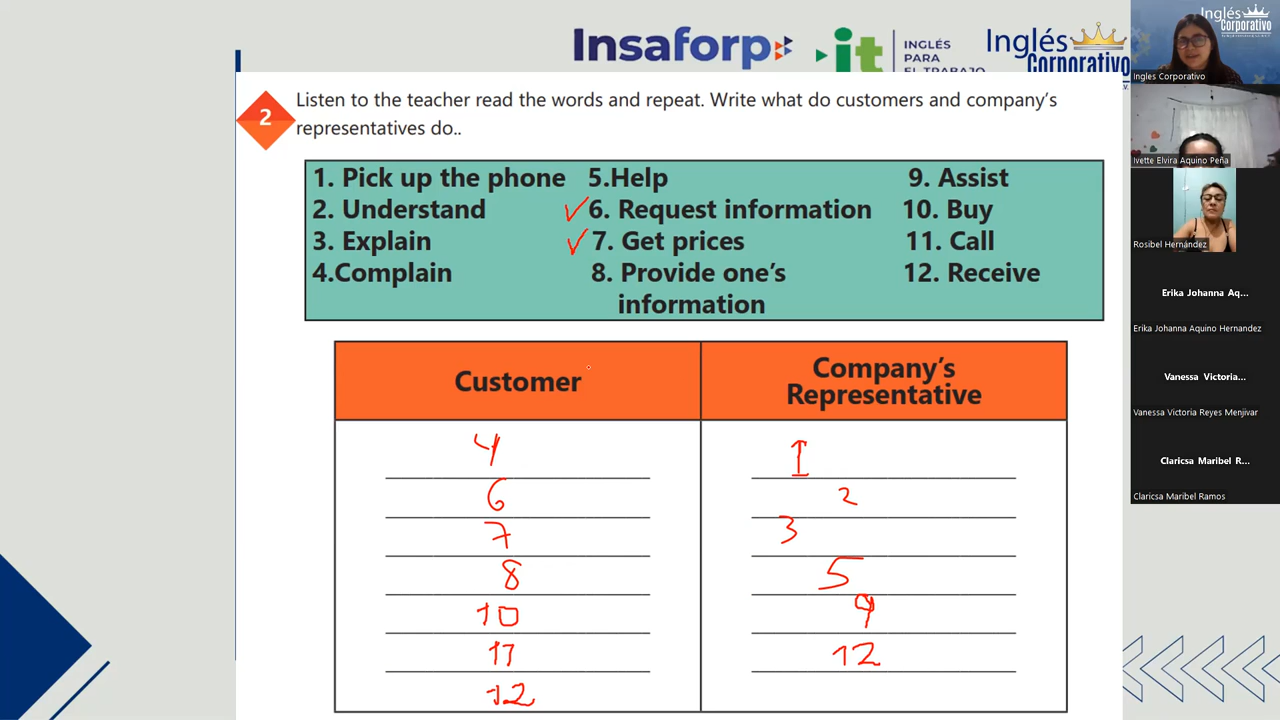 Insaforp
it
INGLÉS
PARA
EL TRABAJO
Inglés
Corporativo
2
Listen to the teacher read the words and repeat. Write what do customers and company's
representatives do..
1. Pick up the phone
2. Understand
3. Explain
4.Complain
5.Help
6. Request information
7. Get prices
8. Provide one's
information
9. Assist
10. Buy
11. Call
12. Receive
Customer
4
6
7
8
10
11
12
Company's
Representative
1
2
3
5
9
12
Inglés
Corporativo
Ingles Corporativo
Ivette Elvira Aquino Peña
Rosibel Hernández
Erika Johanna Aq...
Erika Johanna Aquino Hernandez
Vanessa Victoria...
Vanessa Victoria Reyes Menjivar
Claricsa Maribel R...
Claricsa Maribel Ramos